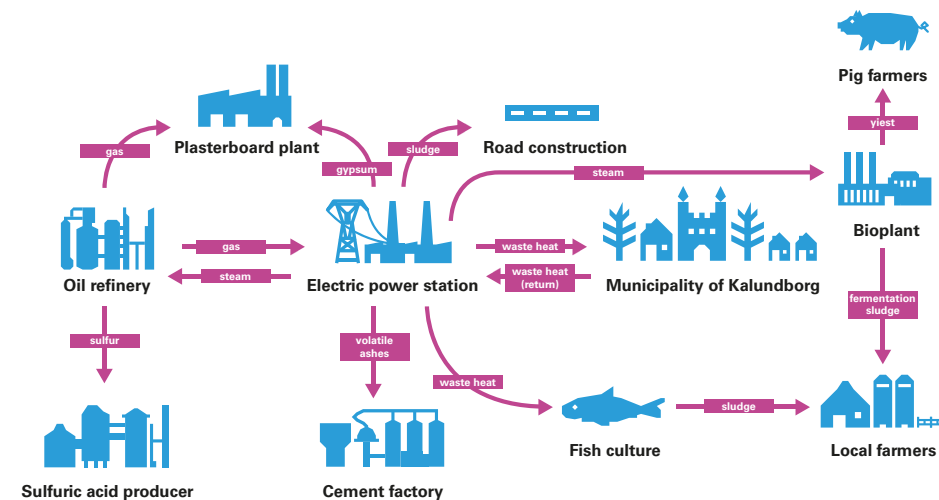 Pig farmers
yiest
gas
Plasterboard plant
sludge
Road construction
gypsum
steam
Bioplant
gas
waste heat
steam
waste heat
(return)
Oil refinery
Electric power station
Municipality of Kalundborg
fermentation
sludge
sulfur
volatile
ashes
waste heat
sludge
Fish culture
Local farmers
Sulfuric acid producer
Cement factory